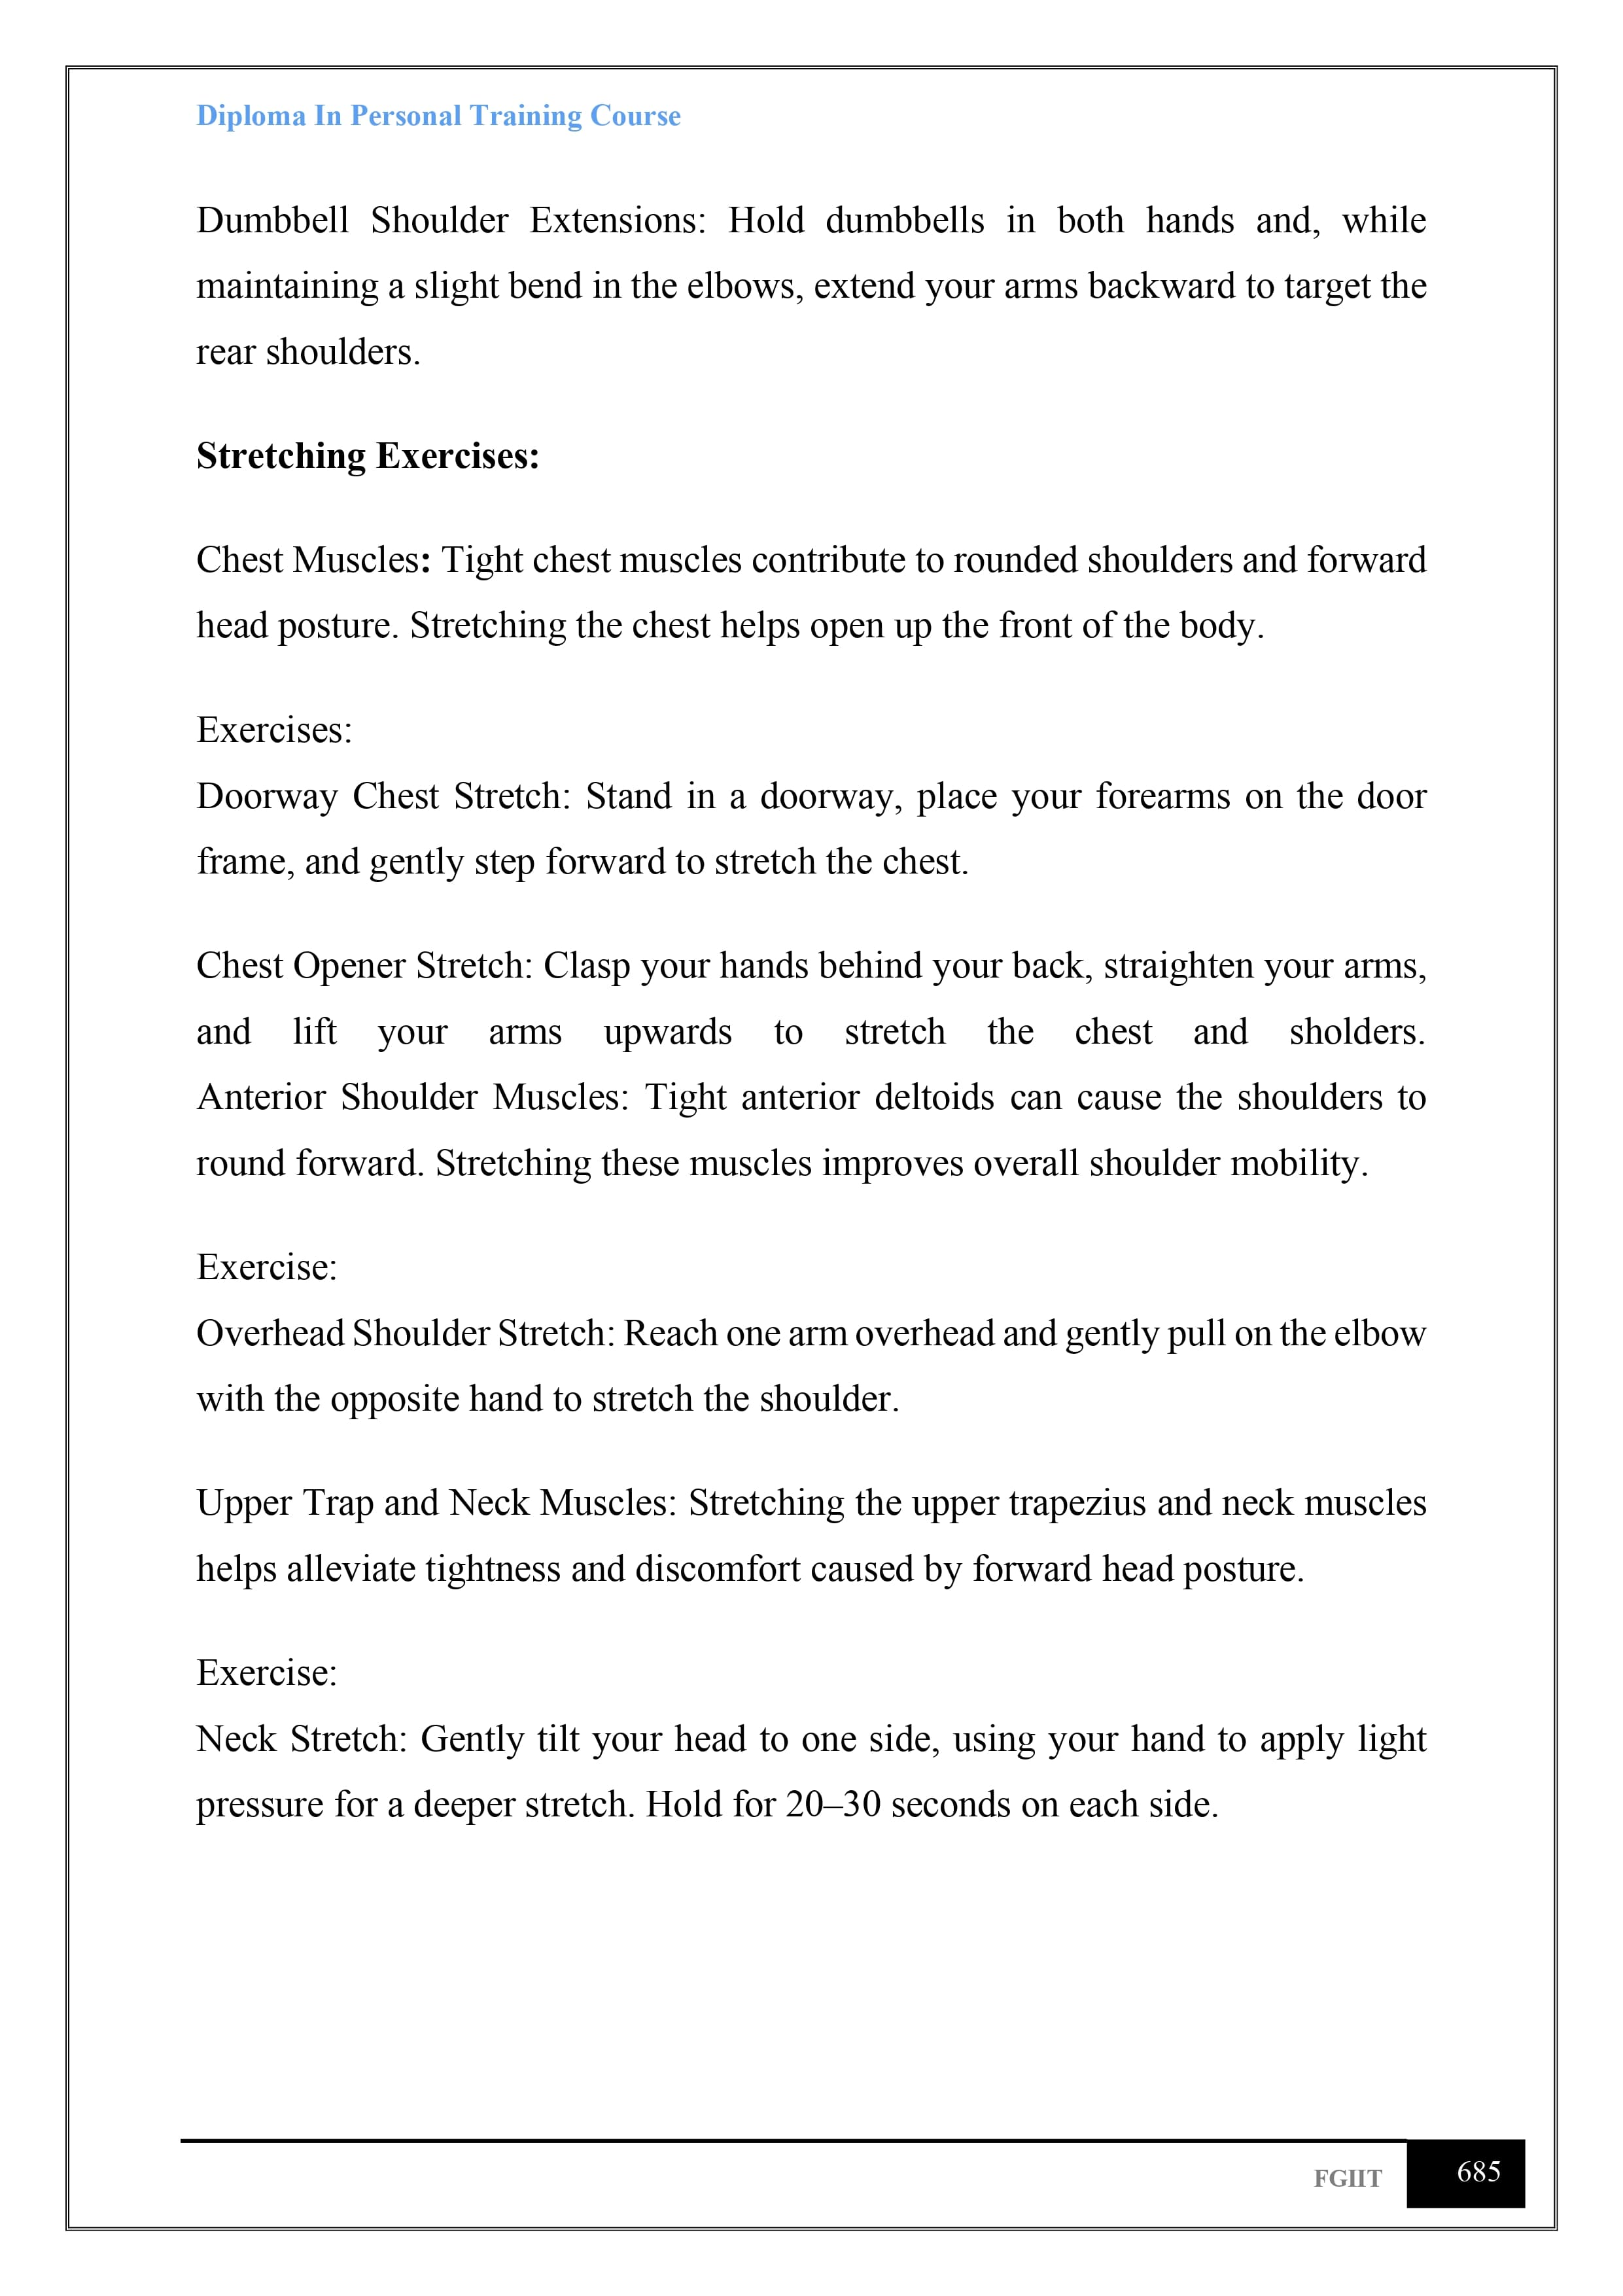 Diploma In Personal Training Course
Dumbbell Shoulder Extensions: Hold dumbbells in both hands and, while
maintaining a slight bend in the elbows, extend your arms backward to target the
rear shoulders.
Stretching Exercises:
Chest Muscles: Tight chest muscles contribute to rounded shoulders and forward
head posture. Stretching the chest helps open up the front of the body.
Exercises:
Doorway Chest Stretch: Stand in a doorway, place your forearms on the door
frame, and gently step forward to stretch the chest.
Chest Opener Stretch: Clasp your hands behind your back, straighten your arms,
and lift your arms upwards to stretch the chest and sholders.
Anterior Shoulder Muscles: Tight anterior deltoids can cause the shoulders to
round forward. Stretching these muscles improves overall shoulder mobility.
Exercise:
Overhead Shoulder Stretch: Reach one arm overhead and gently pull on the elbow
with the opposite hand to stretch the shoulder.
Upper Trap and Neck Muscles: Stretching the upper trapezius and neck muscles
helps alleviate tightness and discomfort caused by forward head posture.
Exercise:
Neck Stretch: Gently tilt your head to one side, using your hand to apply light
pressure for a deeper stretch. Hold for 20–30 seconds on each side.
FGIIT
685